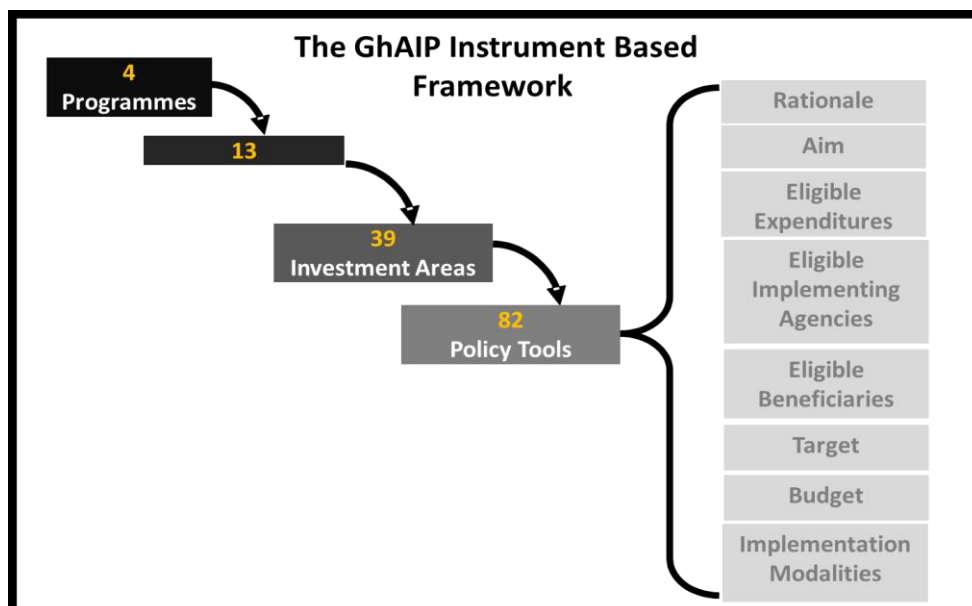 The GhAIP Instrument Based
Framework
4
Programmes
13
39
Investment Areas
82
Policy Tools
Rationale
Aim
Eligible
Expenditures
Eligible
Implementing
Agencies
Eligible
Beneficiaries
Target
Budget
Implementation
Modalities